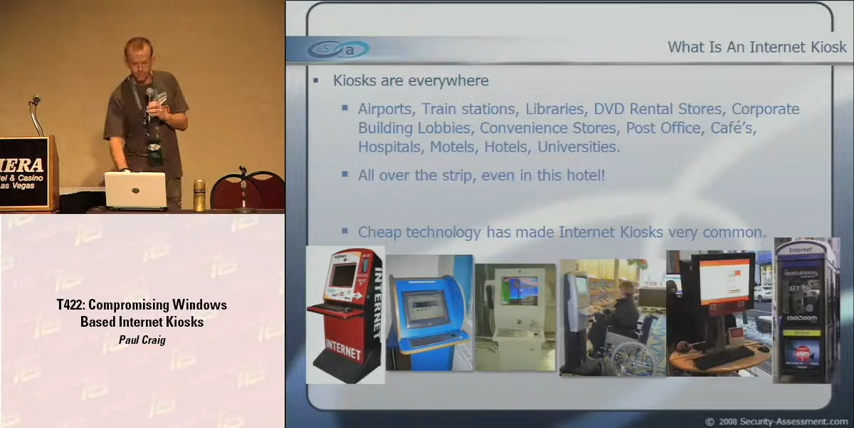 IERA
el & Casino
as Vegas
T422: Compromising Windows
Based Internet Kiosks
Paul Craig
S a
What Is An Internet Kiosk
▪ Kiosks are everywhere
▪ Airports, Train stations, Libraries, DVD Rental Stores, Corporate
Building Lobbies, Convenience Stores, Post Office, Café's,
Hospitals, Motels, Hotels, Universities.
▪ All over the strip, even in this hotel!
▪ Cheap technology has made Internet Kiosks very common.
INTERNET
INTERNET
Internet
© 2008 Security-Assessment.com